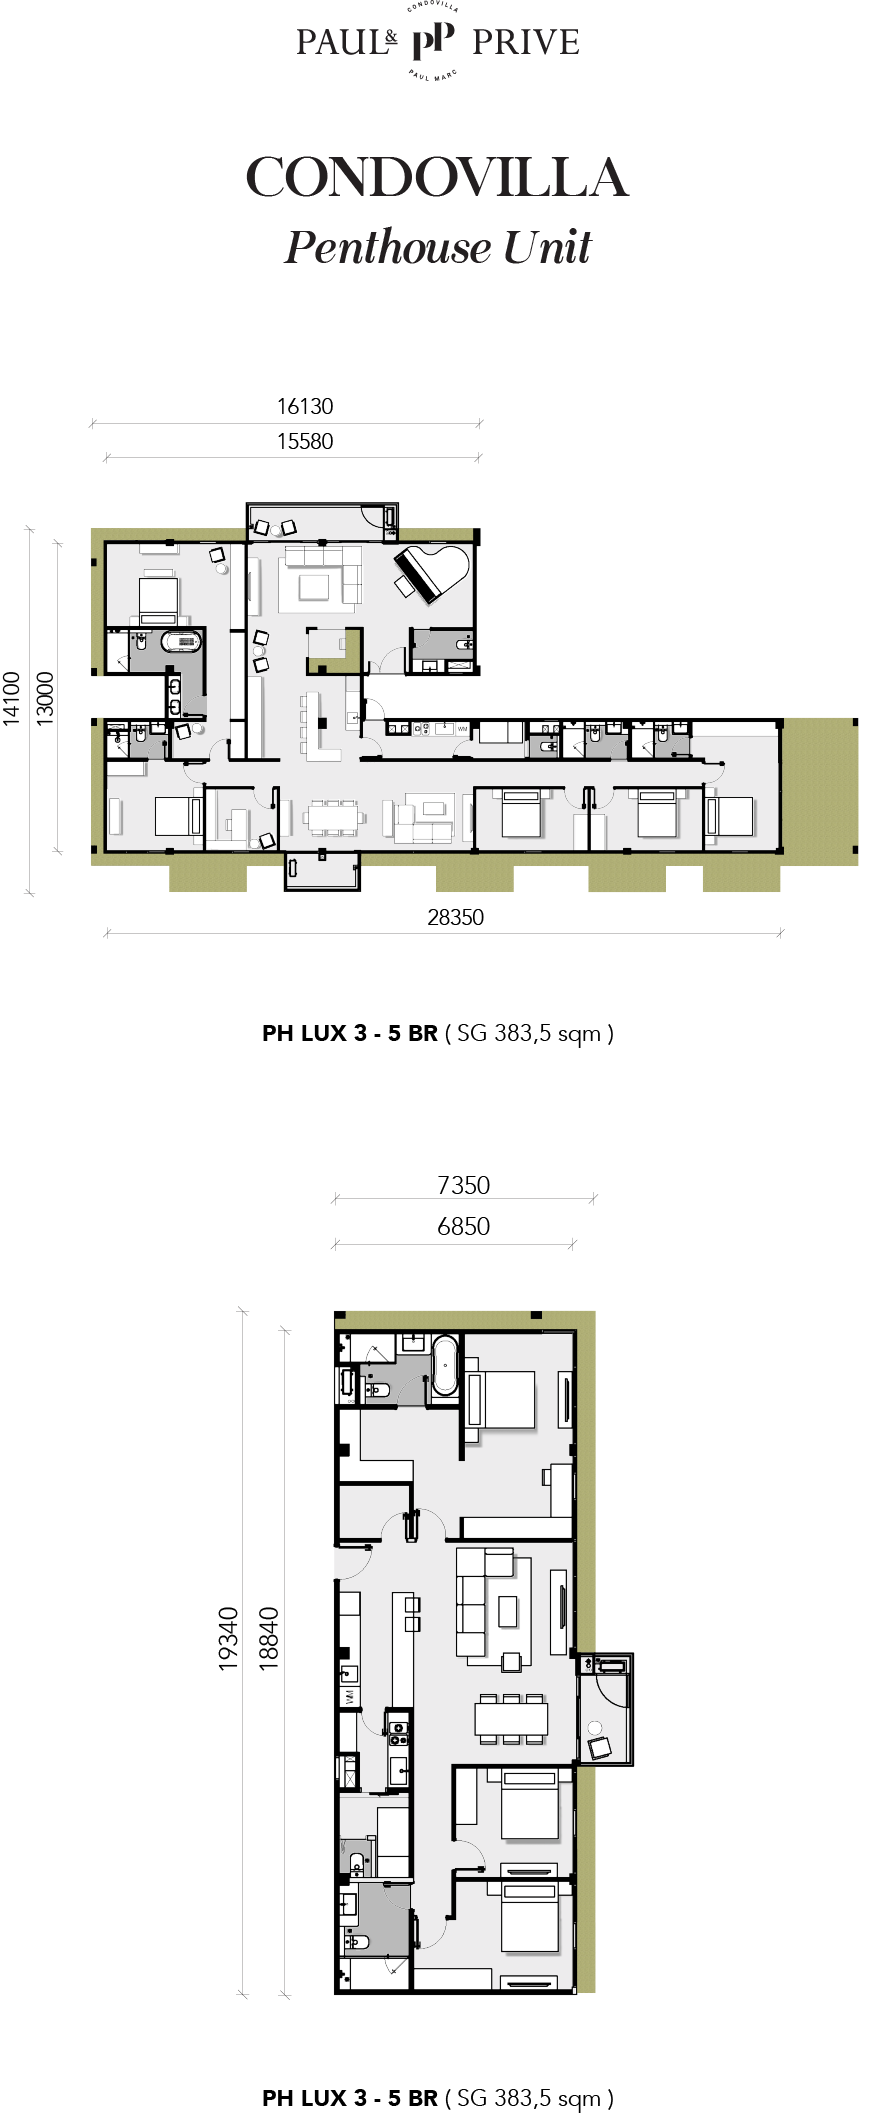 CONDOVILLA
PAUL & PP PRIVE
PAUL MARC
CONDOVILLA
Penthouse Unit
16130
15580
14100
13000
WM
28350
PH LUX 3 - 5 BR ( SG 383,5 sqm )
7350
6850
19340
18840
WM
PH LUX 3 - 5 BR ( SG 383,5 sqm )